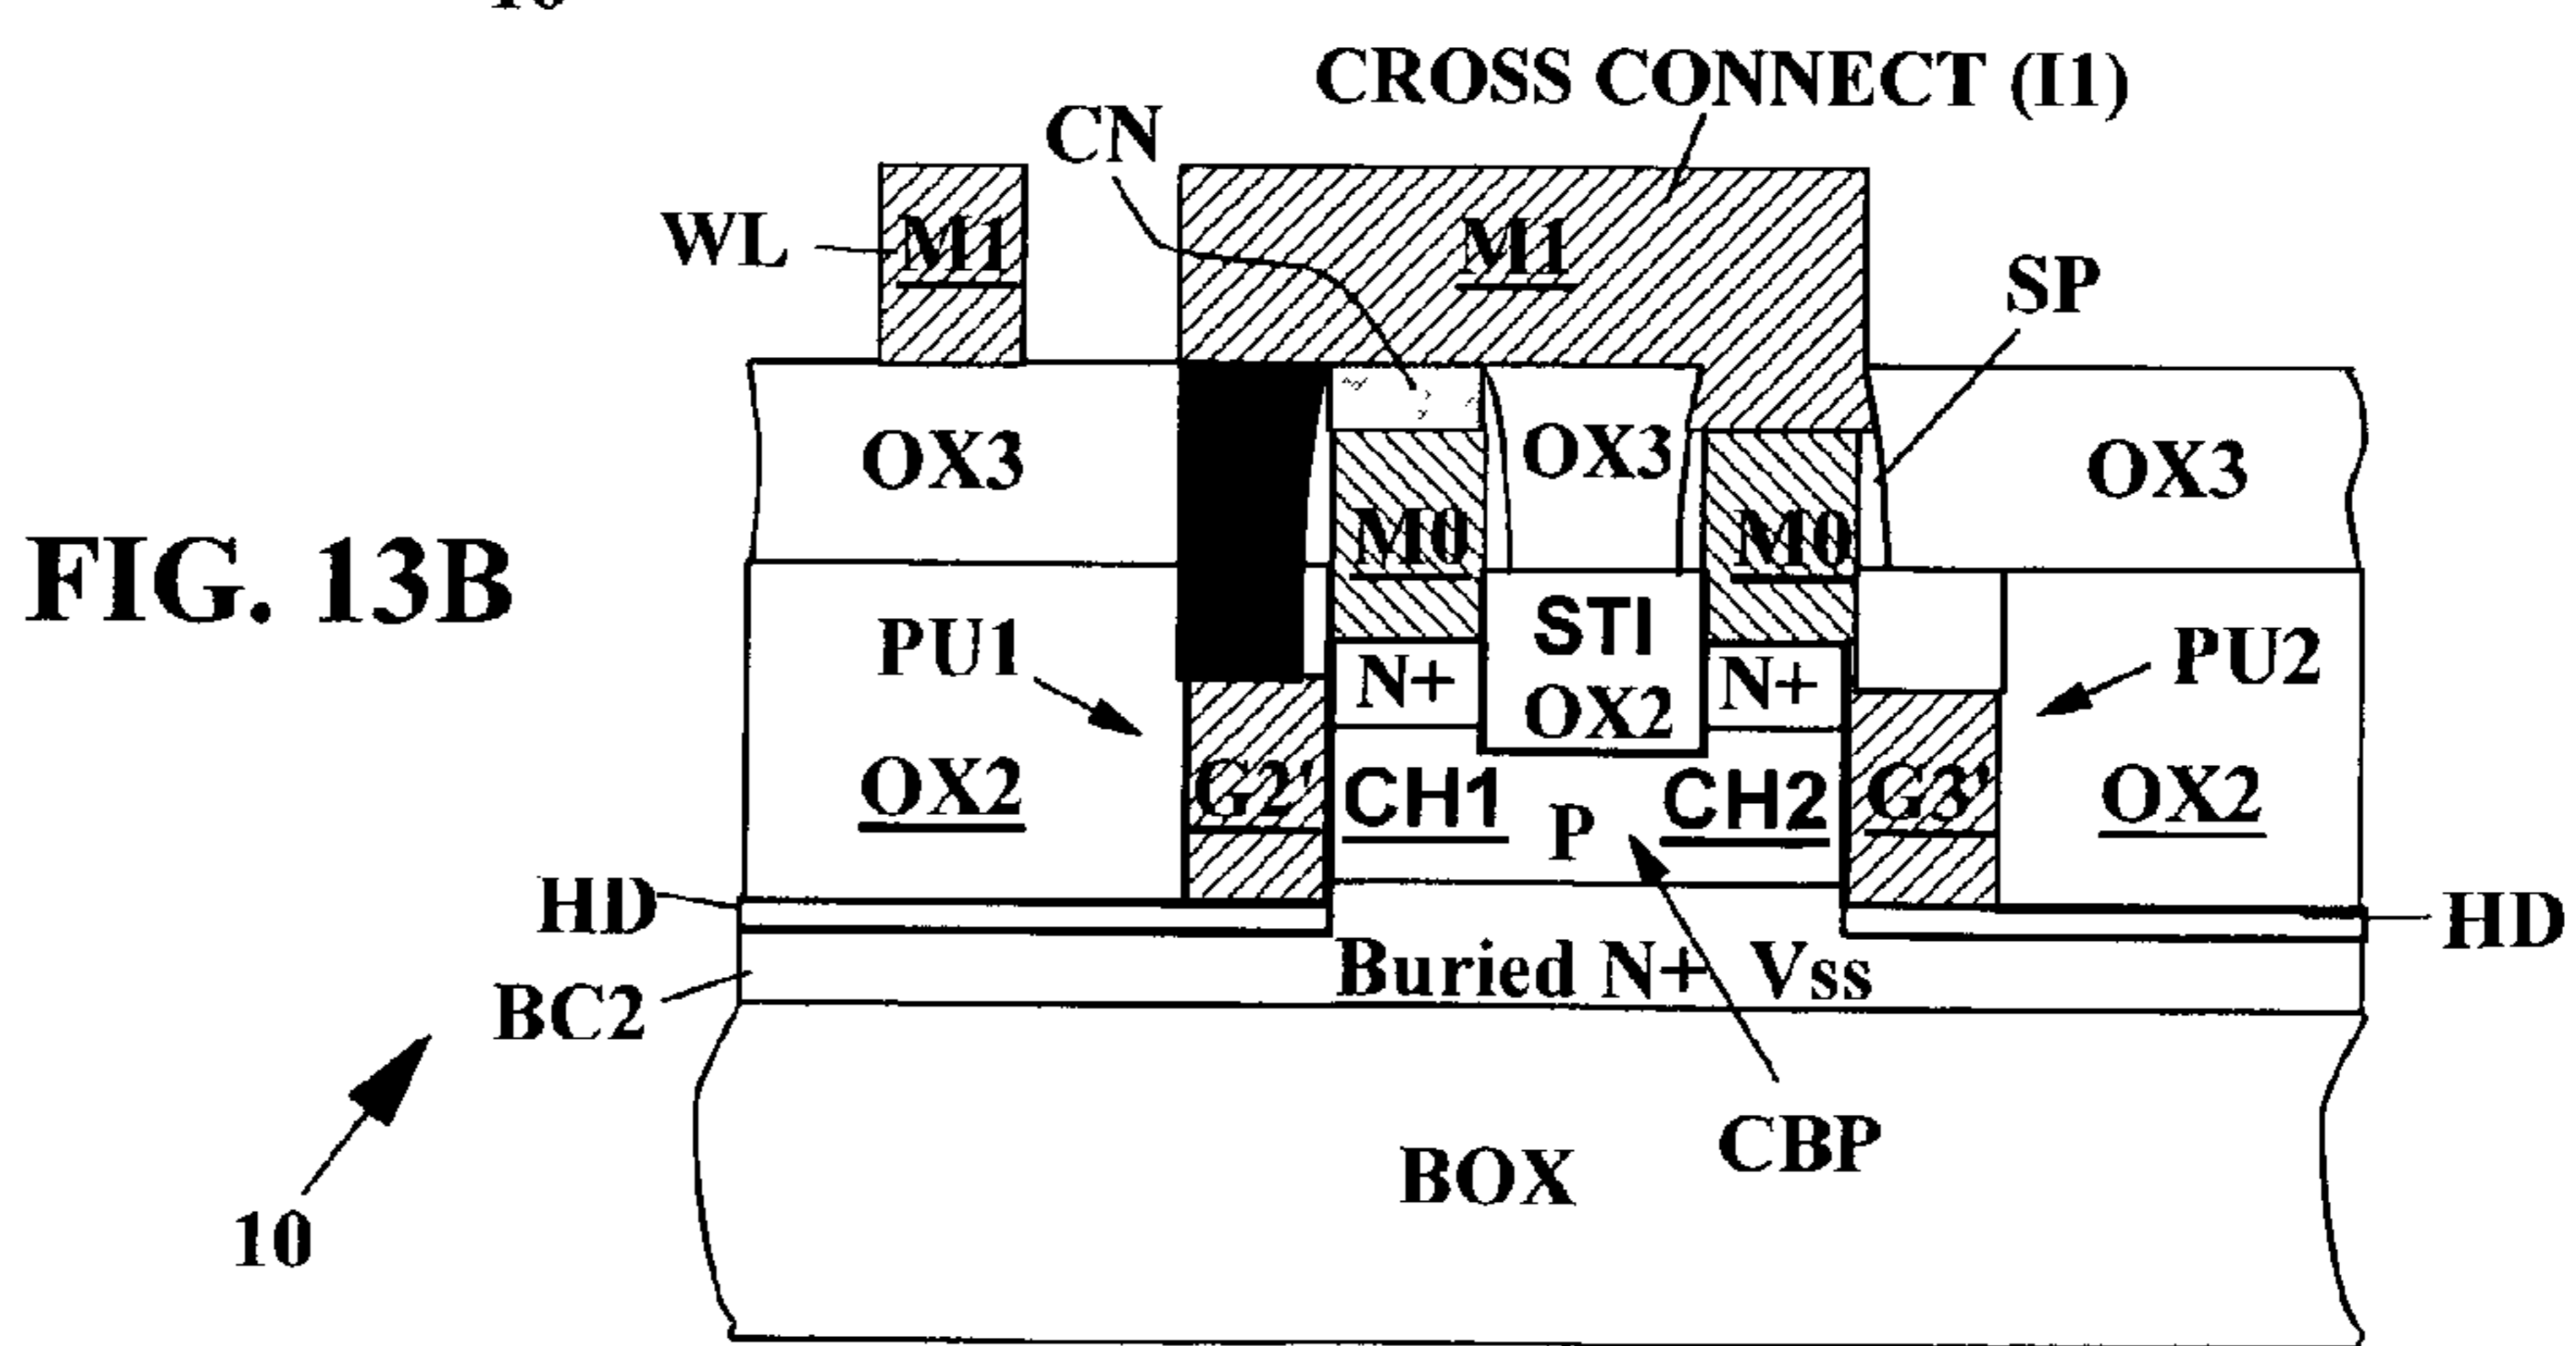 CROSS CONNECT (I1)
CN
WL
M1
M1
SP
OX3
OX3
OX3
M0
M0
FIG. 13B
STI
OX2
PU1
PU2
N+
N+
OX2
G2'
CH1
P
CH2
G3'
OX2
HD
HD
Buried N+ Vss
BC2
CBP
BOX
10